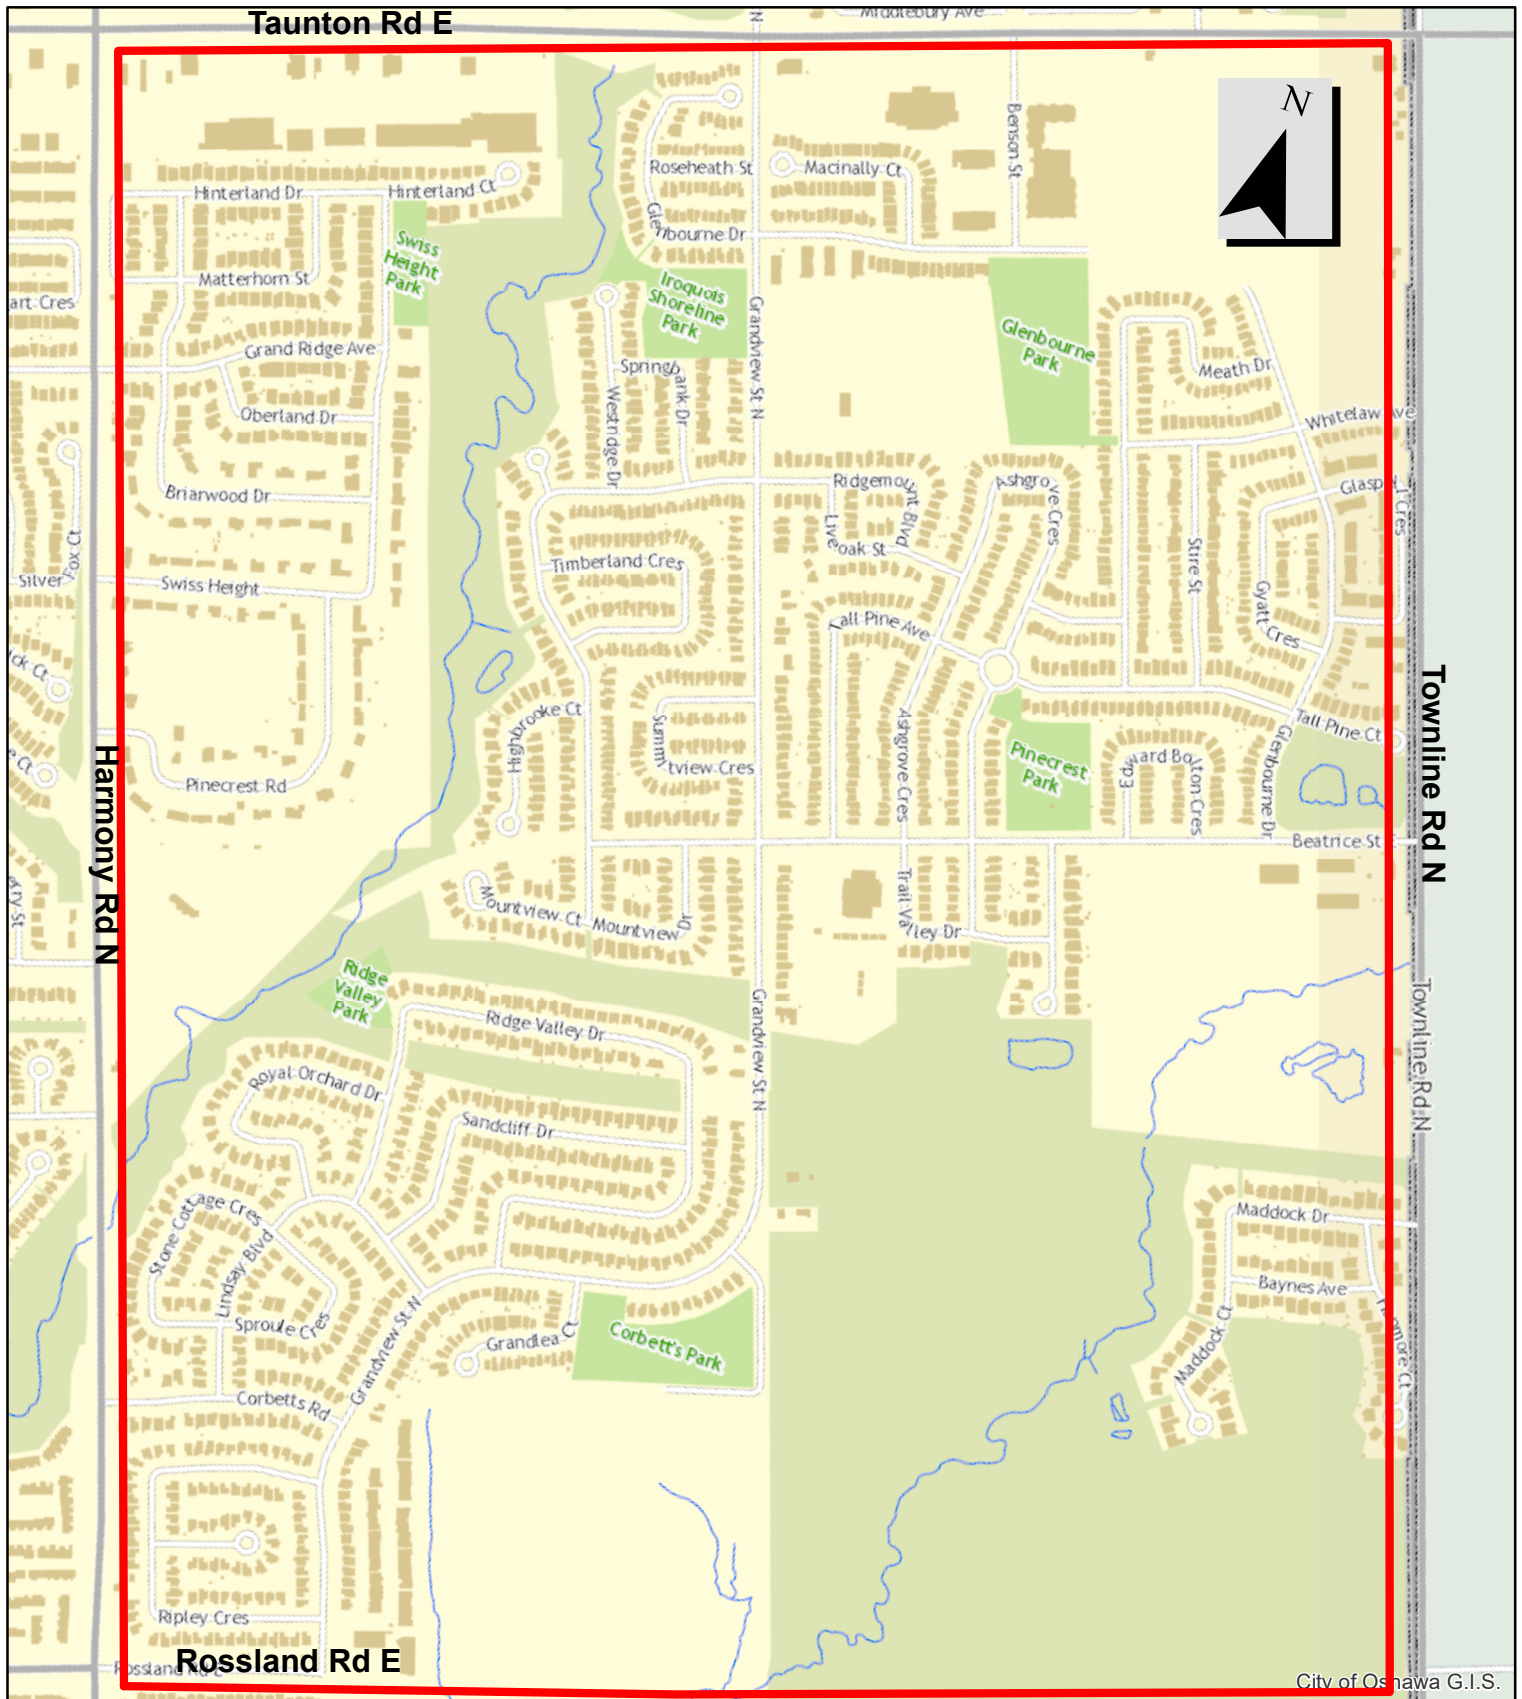 Middlebury Ave
Taunton Rd E
N
N
Benson St
Roseheath St
Macinally Ct
Hinterland Dr
Hinterland Ct
Glenbourne Dr
Swiss
Height
Park
Matterhorn St
Iroquois
Shoreline
Park
art Cres
Grandview St N
Glenbourne
Park
Grand Ridge Ave
Springbank Dr
Meath Dr
Westridge Dr
Oberland Dr
Whitelaw Ave
Briarwood Dr
Ridgemount Blvd
Ashgrove Cres
Liveoak St
Silver Fox Ct
Timberland Cres
Stire St
Swiss Height
Gyatt Cres
Tall Pine Ave
ck Ct
Townline Rd N
Highbrooke Ct
Summitview Cres
Ashgrove Cres
Tall Pine Ct
Harmony Rd N
e Ct
Pinecrest
Park
Edward Bolton Cres
Glenbourne Dr
Pinecrest Rd
Beatrice St E
Mountview Ct
Mountview Dr
Trail Valley Dr
Ridge
Valley
Park
Grandview St N
Townline Rd N
Ridge Valley Dr
Royal Orchard Dr
Sandcliff Dr
Stone Cottage Cres
Maddock Dr
Lindsay Blvd
Baynes Ave
Sproule Cres
Grandview St N
Grandlea Ct
Corbett's Park
Maddock Ct
Corbetts Rd
Ripley Cres
Rossland Rd E
Rossland Rd E
City of Oshawa G.I.S.